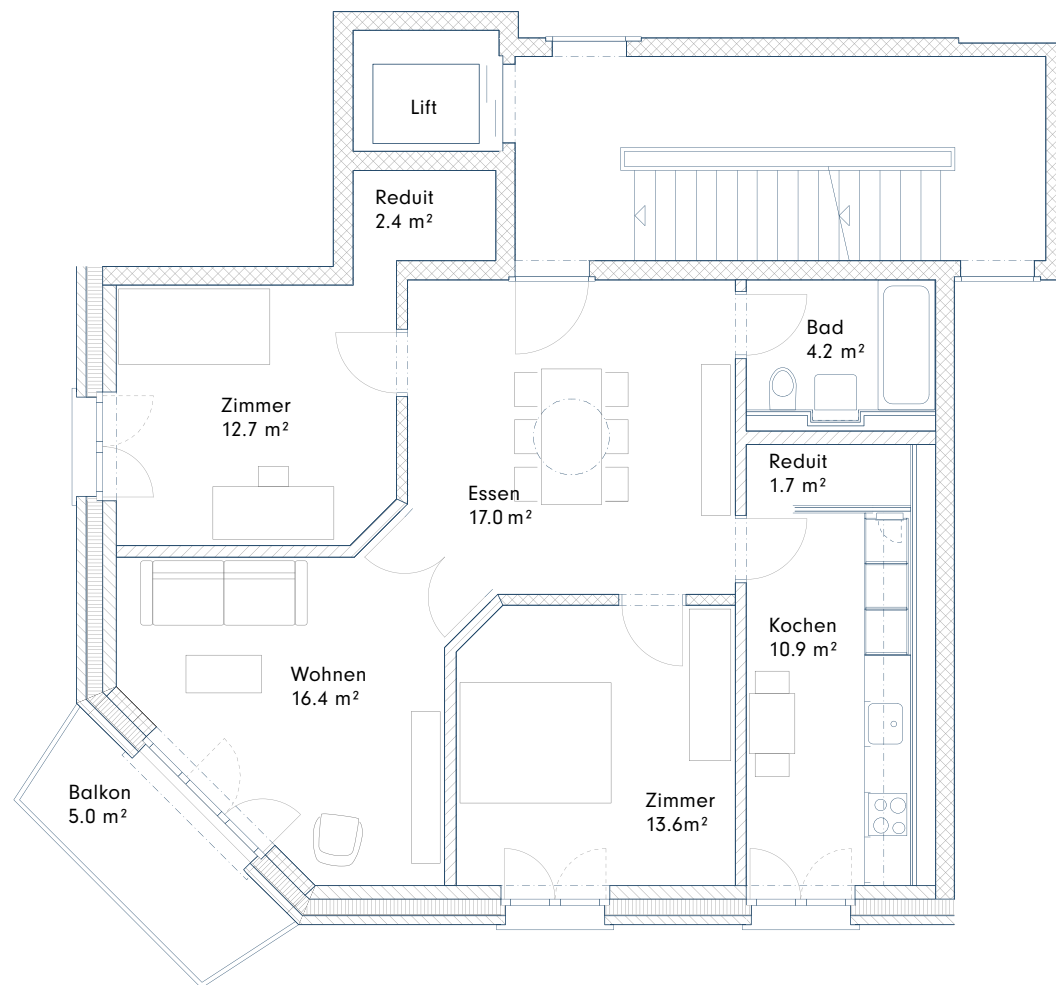 Lift
Reduit
2.4 m²
Bad
4.2 m²
Zimmer
12.7 m²
Reduit
1.7 m²
Essen
17.0 m²
Kochen
10.9 m²
Wohnen
16.4 m²
Balkon
5.0 m²
Zimmer
13.6m²